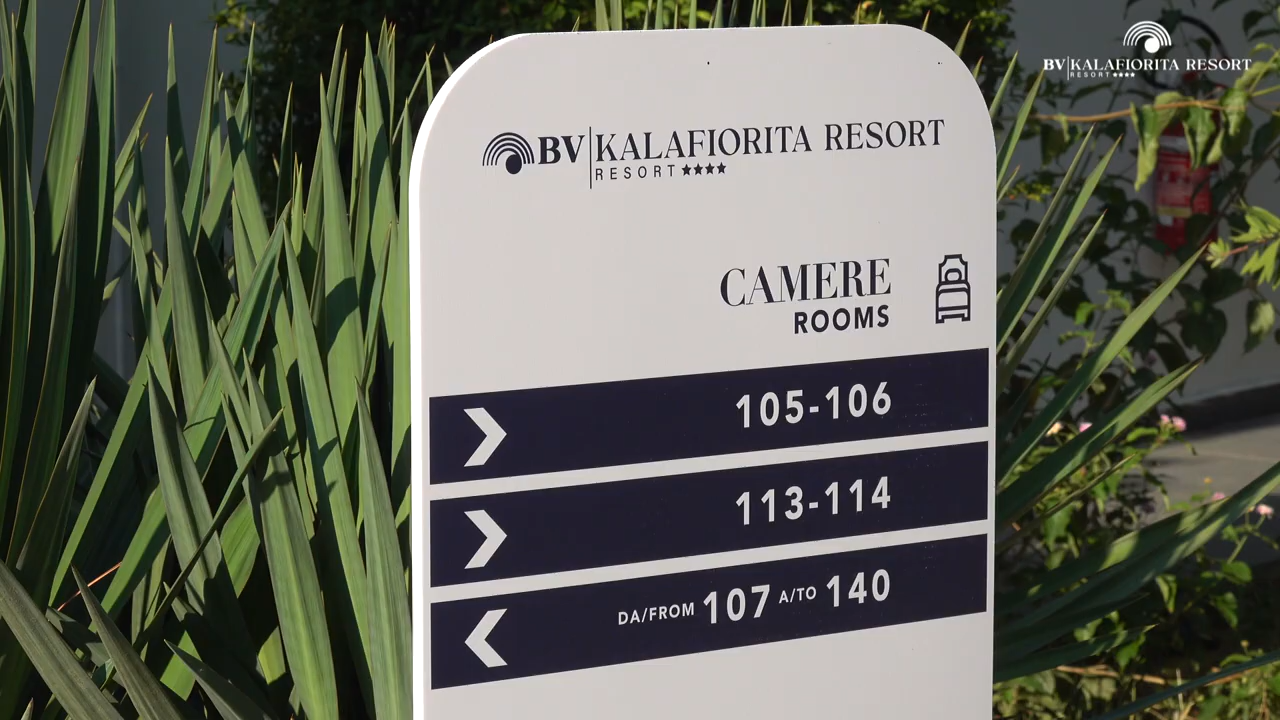 BV KALAFIORITA RESORT
RESORT ★★★★
BV KALAFIORITA RESORT
RESORT ★★★★
CAMERE
ROOMS
105-106
113-114
DA/FROM 107 A/TO 140